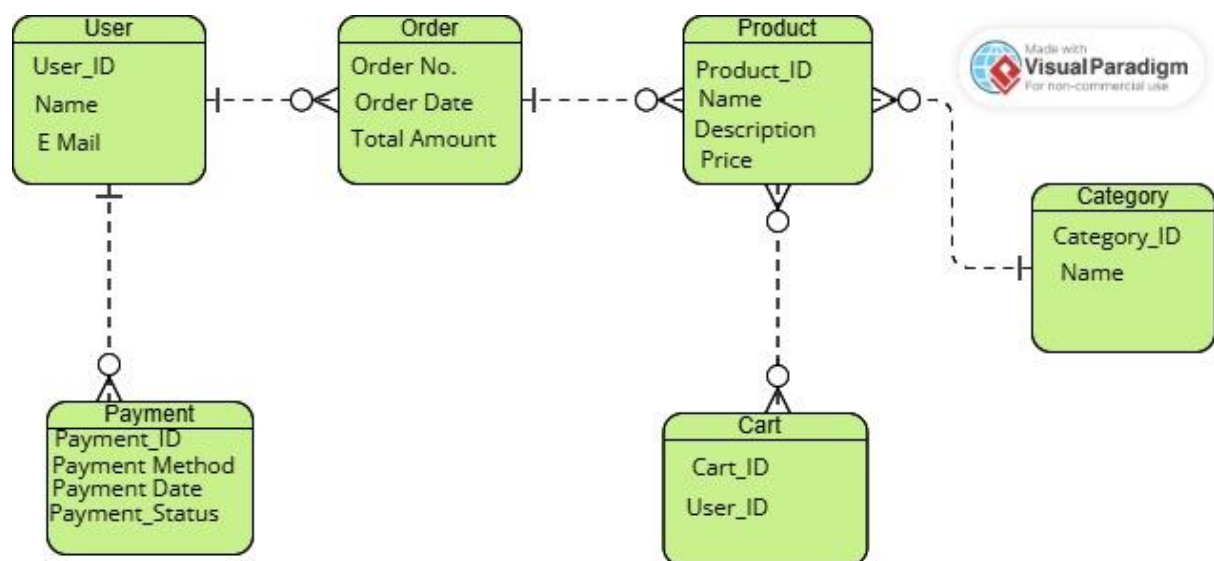 User
User_ID
Name
E Mail
Order
Order No.
Order Date
Total Amount
Product
Product_ID
Name
Description
Price
Made with
Visual Paradigm
For non-commercial use
Category
Category_ID
Name
Payment
Payment_ID
Payment Method
Payment Date
Payment_Status
Cart
Cart_ID
User_ID